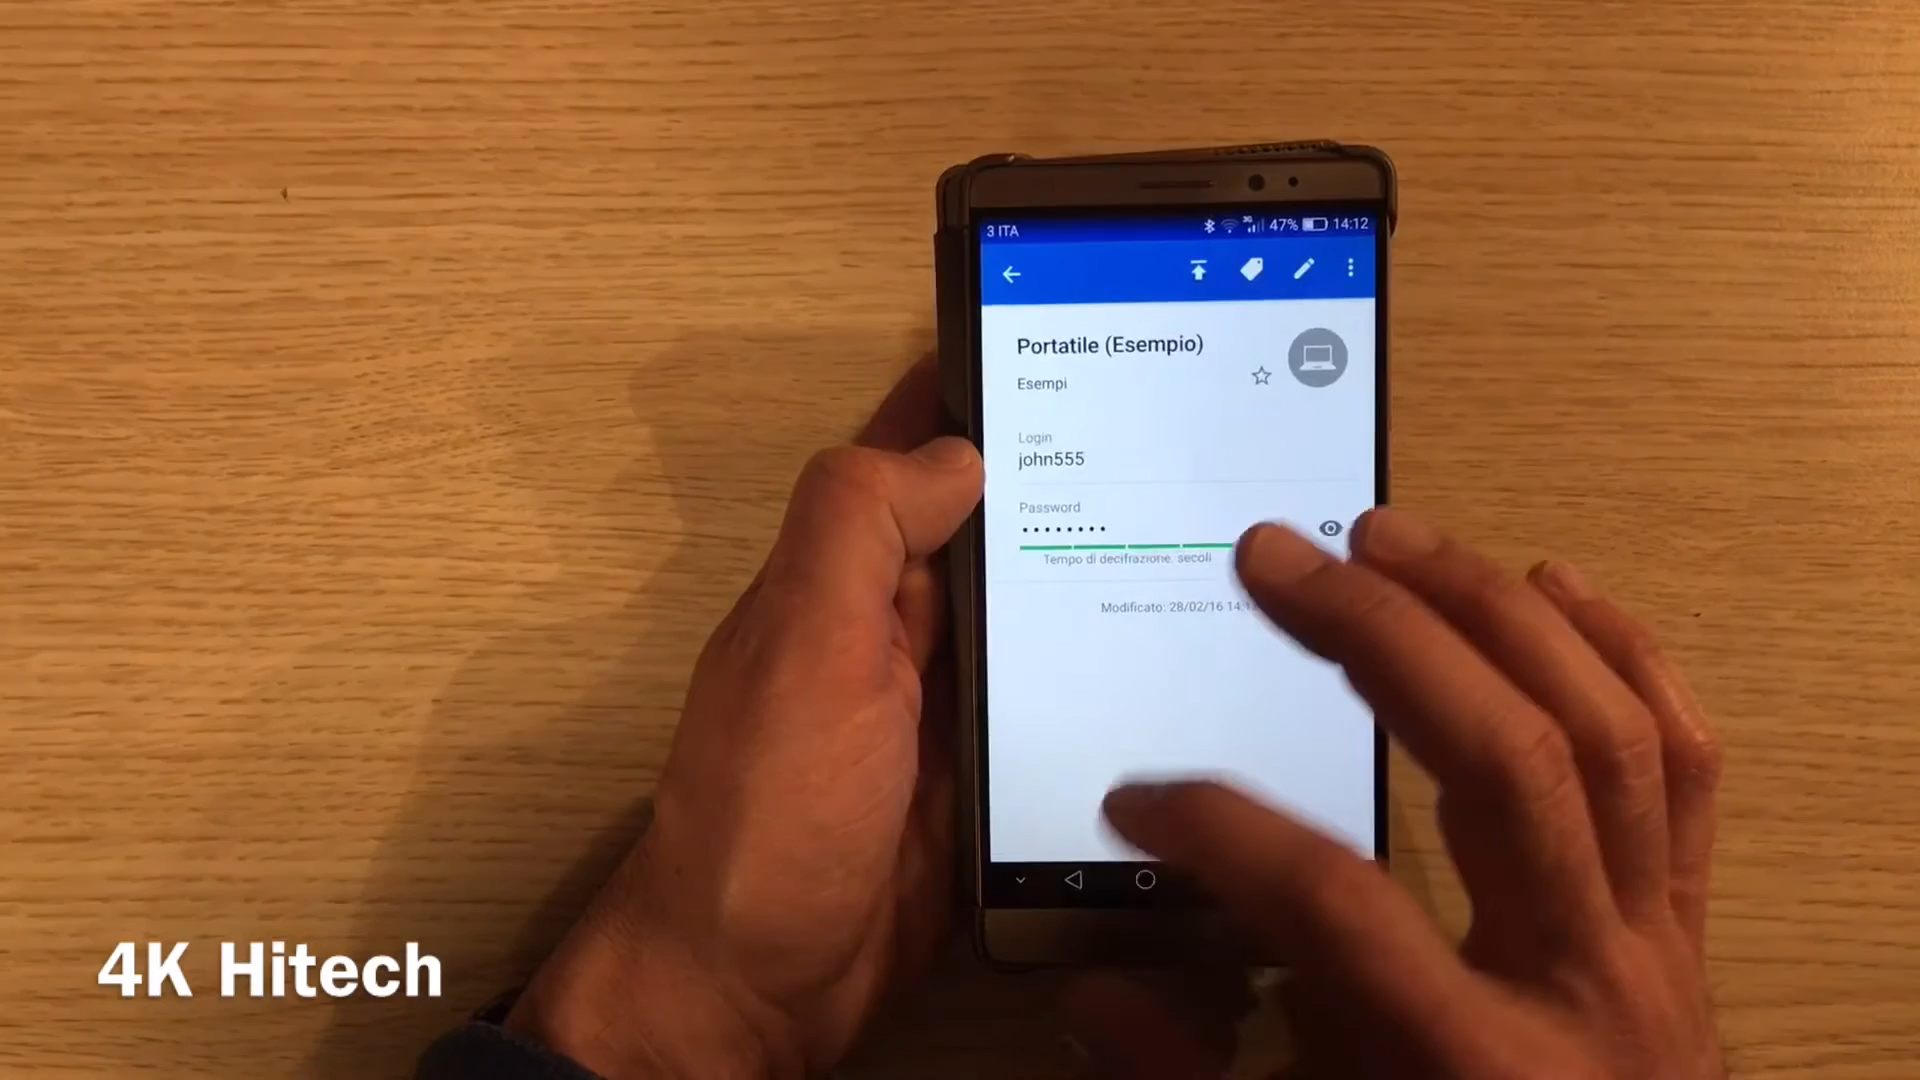 3 ITA
3G 47% 14:12
Portatile (Esempio)
Esempi
Login
john555
Password
Tempo di decifrazione: secoli
Modificato: 28/02/16
4K Hitech